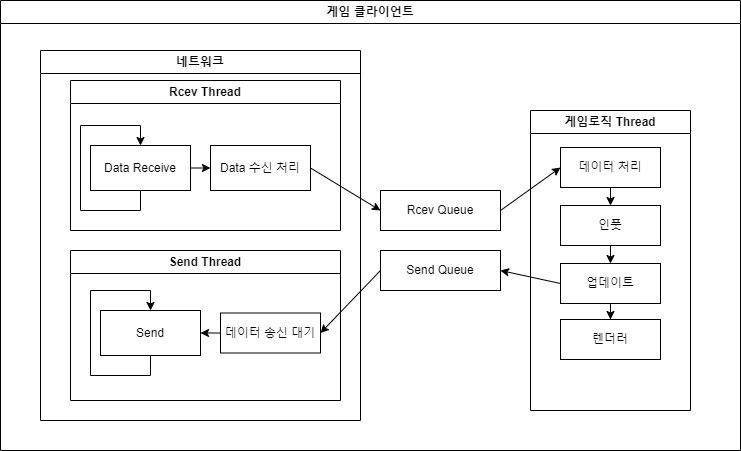 게임 클라이언트
네트워크
Rcev Thread
Data Receive
Data 수신 처리
Rcev Queue
Send Thread
Send
데이터 송신 대기
Send Queue
게임로직 Thread
데이터 처리
인풋
업데이트
렌더러